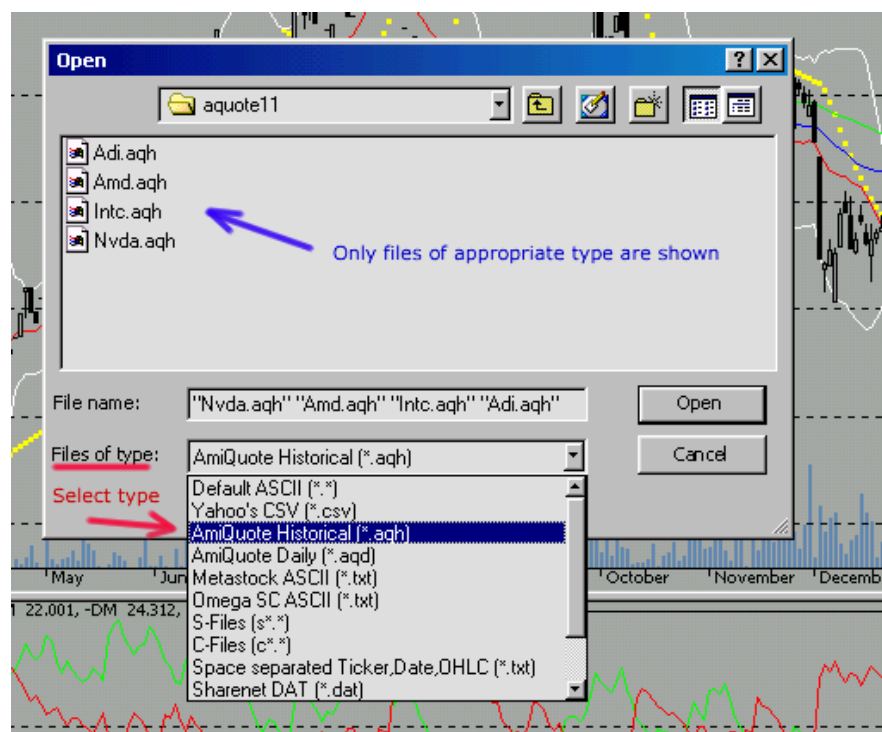 Open
aquote11
Adi.aqh
Amd.aqh
Intc.aqh
Nvda.aqh
Only files of appropriate type are shown
File name:
"Nvda.aqh" "Amd.aqh" "Intc.aqh" "Adi.aqh"
Open
Files of type:
AmiQuote Historical (*.aqh)
Cancel
Select type
Default ASCII (*.*)
Yahoo's CSV (*.csv)
AmiQuote Historical (*.aqh)
AmiQuote Daily (*.aqd)
Metastock ASCII (*.txt)
Omega SC ASCII (*.txt)
S-Files (s*.*)
C-Files (c*.*)
Space separated Ticker,Date,OHLC (*.txt)
Sharenet DAT (*.dat)
May
Jun
October
November
Decemb
22.001, -DM 24.312,